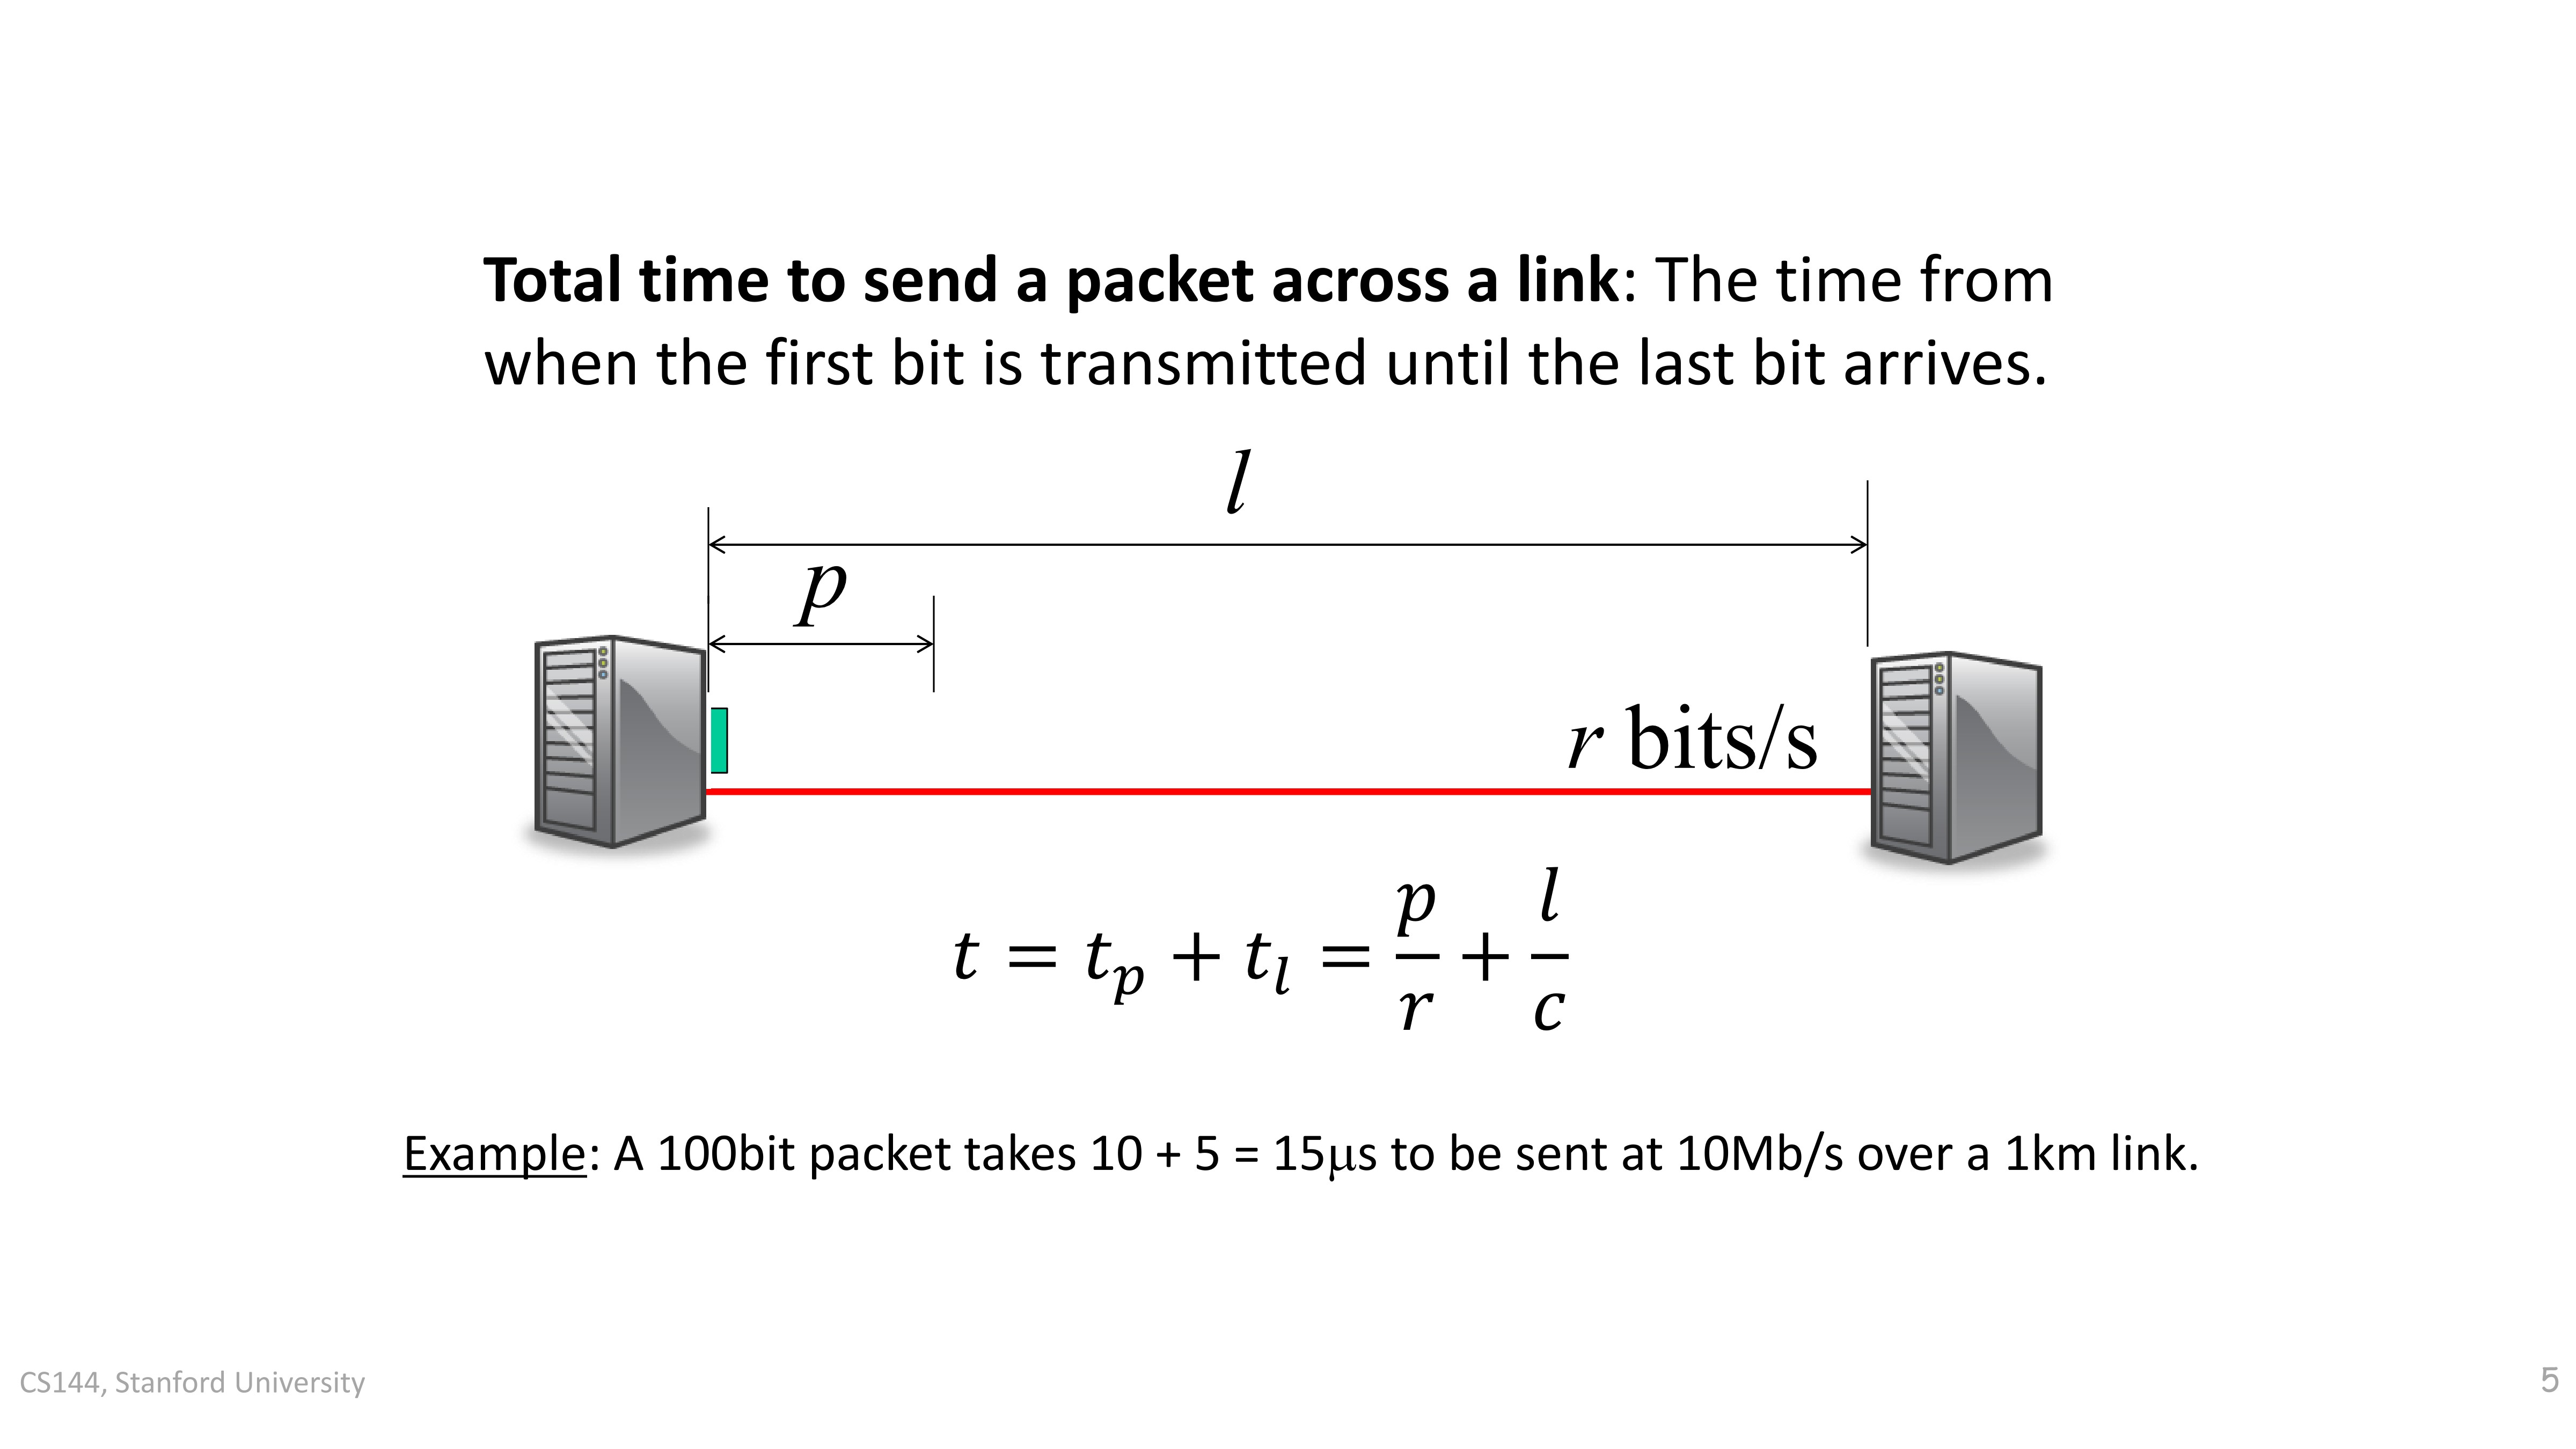 Total time to send a packet across a link: The time from
when the first bit is transmitted until the last bit arrives.
l
p
r bits/s
t = t_p + t_l = p/r + l/c
Example: A 100bit packet takes 10 + 5 = 15μs to be sent at 10Mb/s over a 1km link.
CS144, Stanford University
5